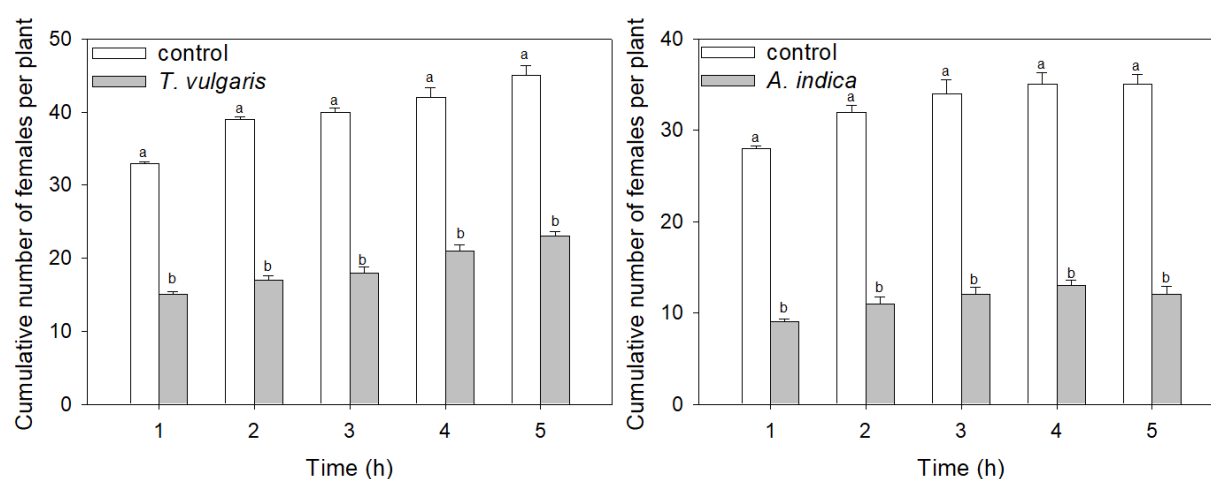 Cumulative number of females per plant
50
40
30
20
10
0
control
T. vulgaris
a
a
a
a
a
b
b
b
b
b
1 2 3 4 5
Time (h)
Cumulative number of females per plant
40
30
20
10
0
control
A. indica
a
a
a
a
a
b
b
b
b
b
1 2 3 4 5
Time (h)